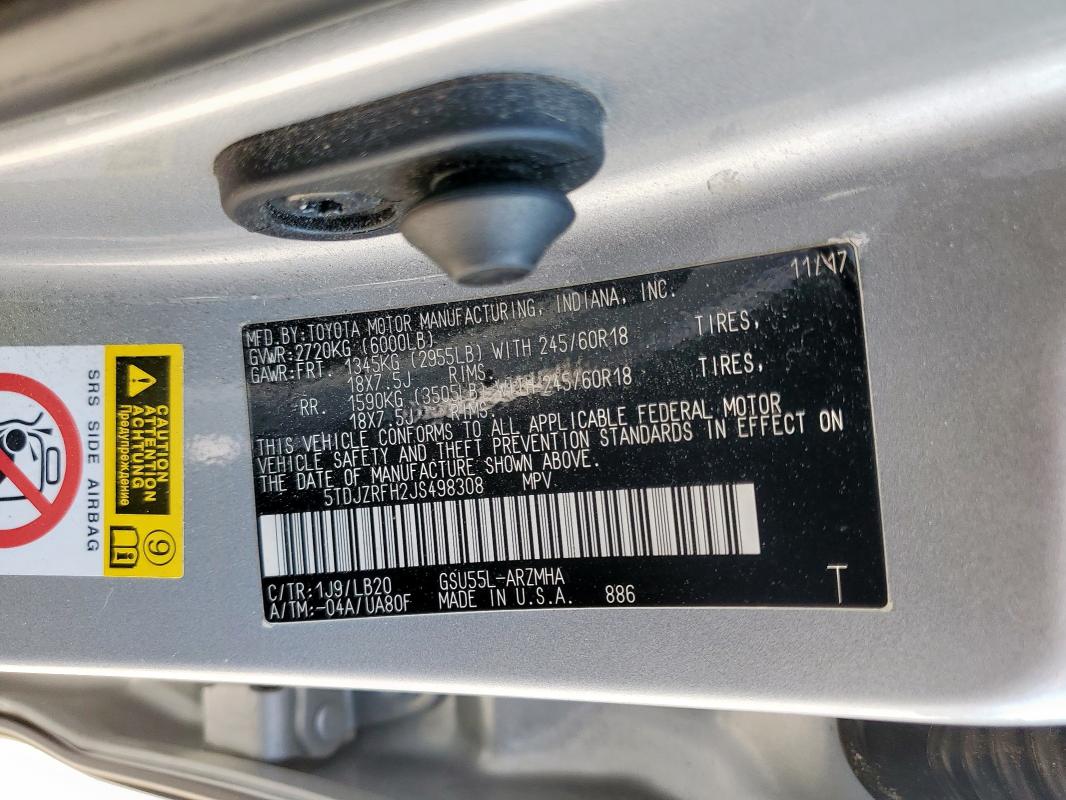 11/17
MFD.BY:TOYOTA MOTOR MANUFACTURING, INDIANA, INC.
GVWR:2720KG (6000LB)
GAWR:FRT. 1345KG (2955LB) WITH 245/60R18 TIRES,
18X7.5J RIMS.
RR. 1590KG (3505LB) WITH 245/60R18 TIRES,
18X7.5J RIMS.
THIS VEHICLE CONFORMS TO ALL APPLICABLE FEDERAL MOTOR
VEHICLE SAFETY AND THEFT PREVENTION STANDARDS IN EFFECT ON
THE DATE OF MANUFACTURE SHOWN ABOVE.
5TDJZRFH2JS498308 MPV
C/TR:1J9/LB20 GSU55L-ARZMHA
A/TM:-04A/UA80F MADE IN U.S.A. 886 T
CAUTION
ATTENTION
ACHTUNG
Предупреждение
SRS SIDE AIRBAG
9